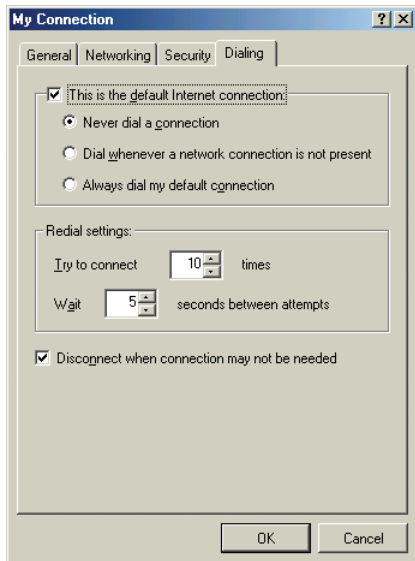 My Connection
General Networking Security Dialing
This is the default Internet connection:
Never dial a connection
Dial whenever a network connection is not present
Always dial my default connection
Redial settings:
Try to connect 10 times
Wait 5 seconds between attempts
Disconnect when connection may not be needed
OK Cancel